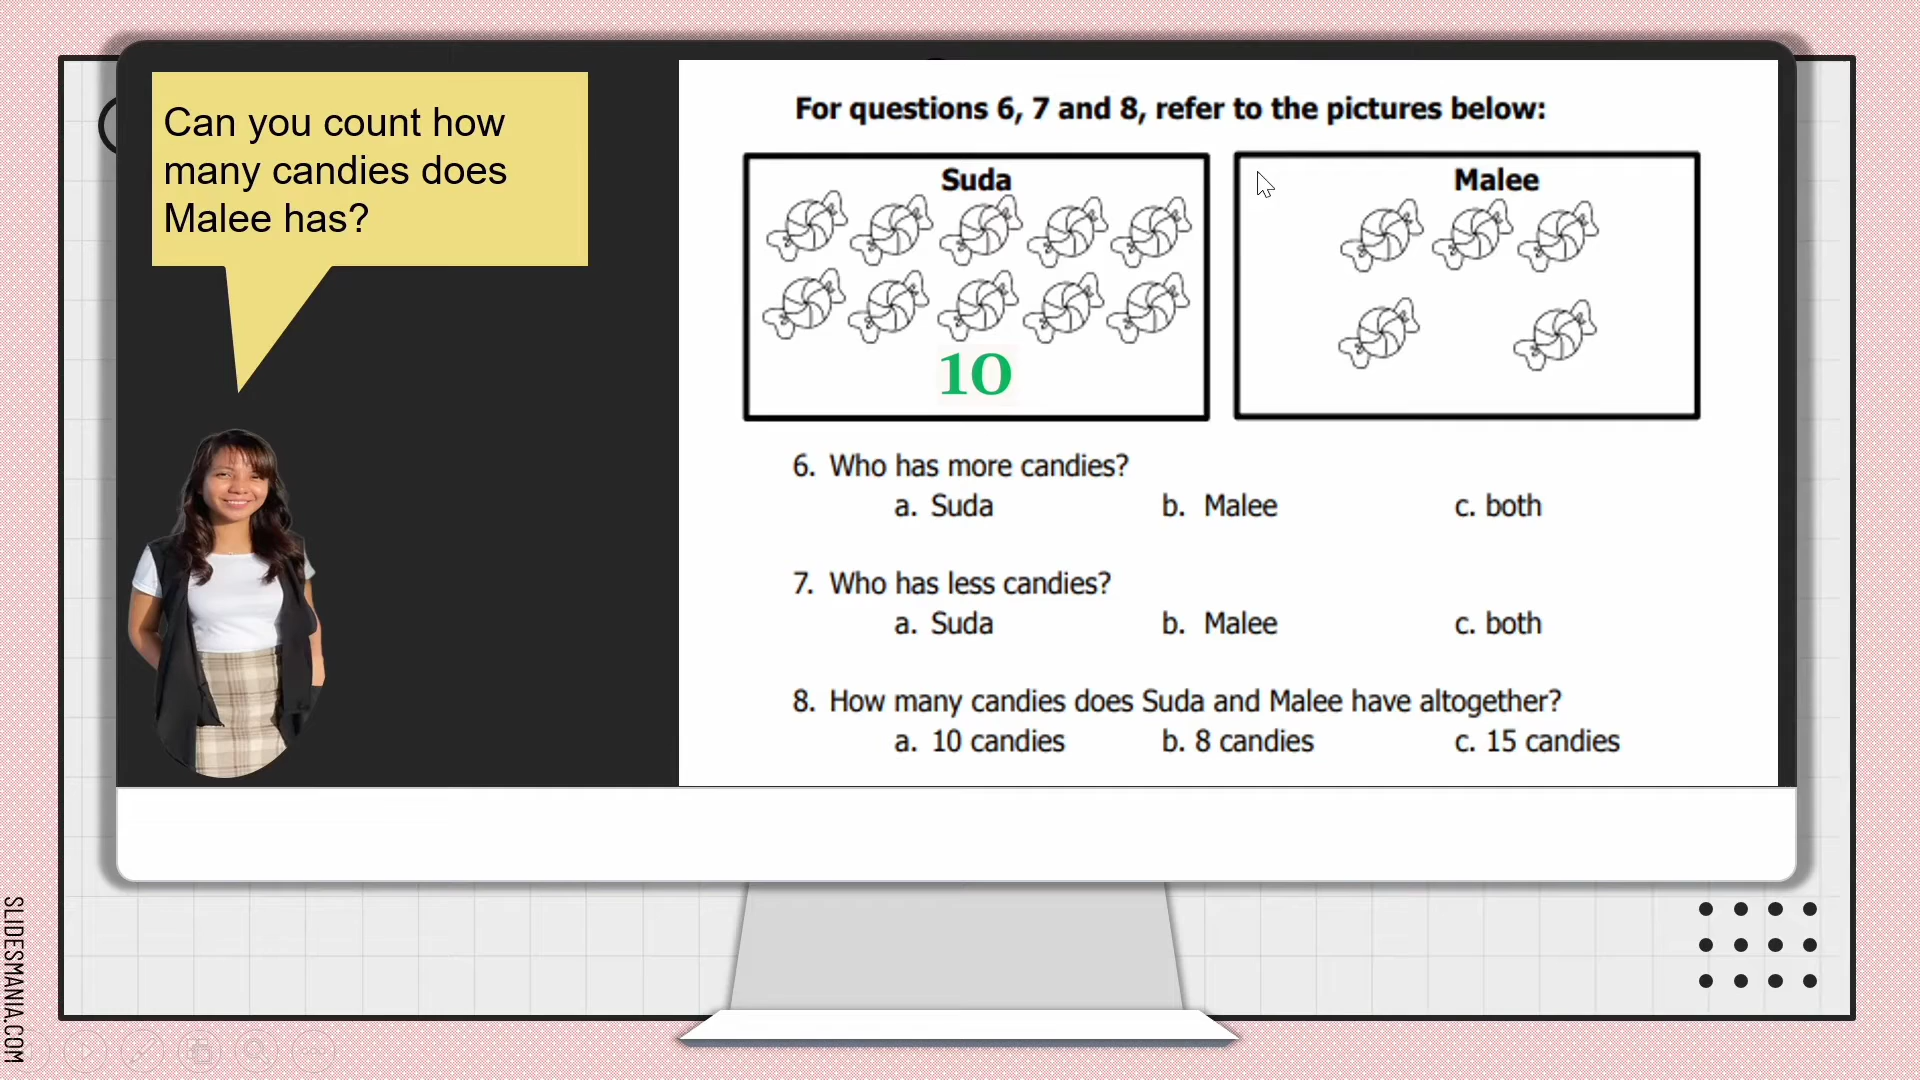 Can you count how
many candies does
Malee has?
For questions 6, 7 and 8, refer to the pictures below:
Suda
10
Malee
6. Who has more candies?
a. Suda b. Malee c. both
7. Who has less candies?
a. Suda b. Malee c. both
8. How many candies does Suda and Malee have altogether?
a. 10 candies b. 8 candies c. 15 candies
SLIDESMANIA.COM